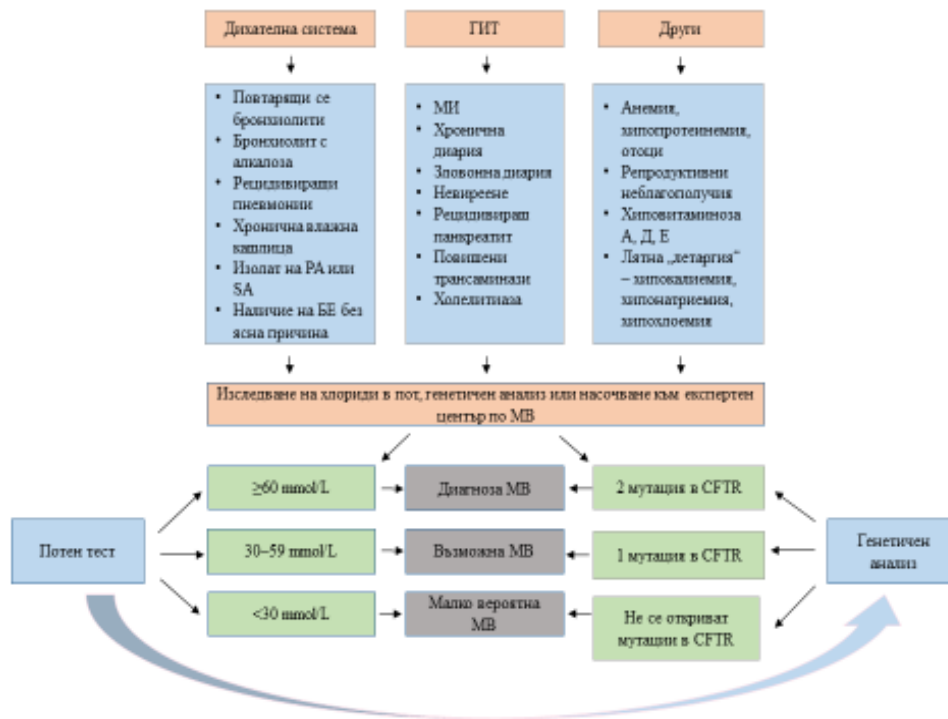 Дихателна система
ГИТ
Други
• Повтарящи се
бронхиолити
• Бронхиолит с
алкалоза
• Рецидивиращи
пневмонии
• Хронична влажна
кашлица
• Изолат на PA или
SA
• Наличие на БЕ без
ясна причина
• МИ
• Хронична
диария
• Зловонна диария
• Невиреене
• Рецидивиращ
панкреатит
• Повишени
трансаминази
• Холелитиаза
• Анемия,
хипопротеинемия,
отоци
• Репродуктивни
неблагополучия
• Хиповитаминоза
А, Д, Е
• Лятна „летаргия“
– хипокалиемия,
хипонатриемия,
хипохлоемия
Изследване на хлориди в пот, генетичен анализ или насочване към експертен
център по МВ
≥60 mmol/L
Диагноза МВ
2 мутация в CFTR
Потен тест
30–59 mmol/L
Възможна МВ
1 мутация в CFTR
Генетичен
анализ
<30 mmol/L
Малко вероятна
МВ
Не се откриват
мутации в CFTR